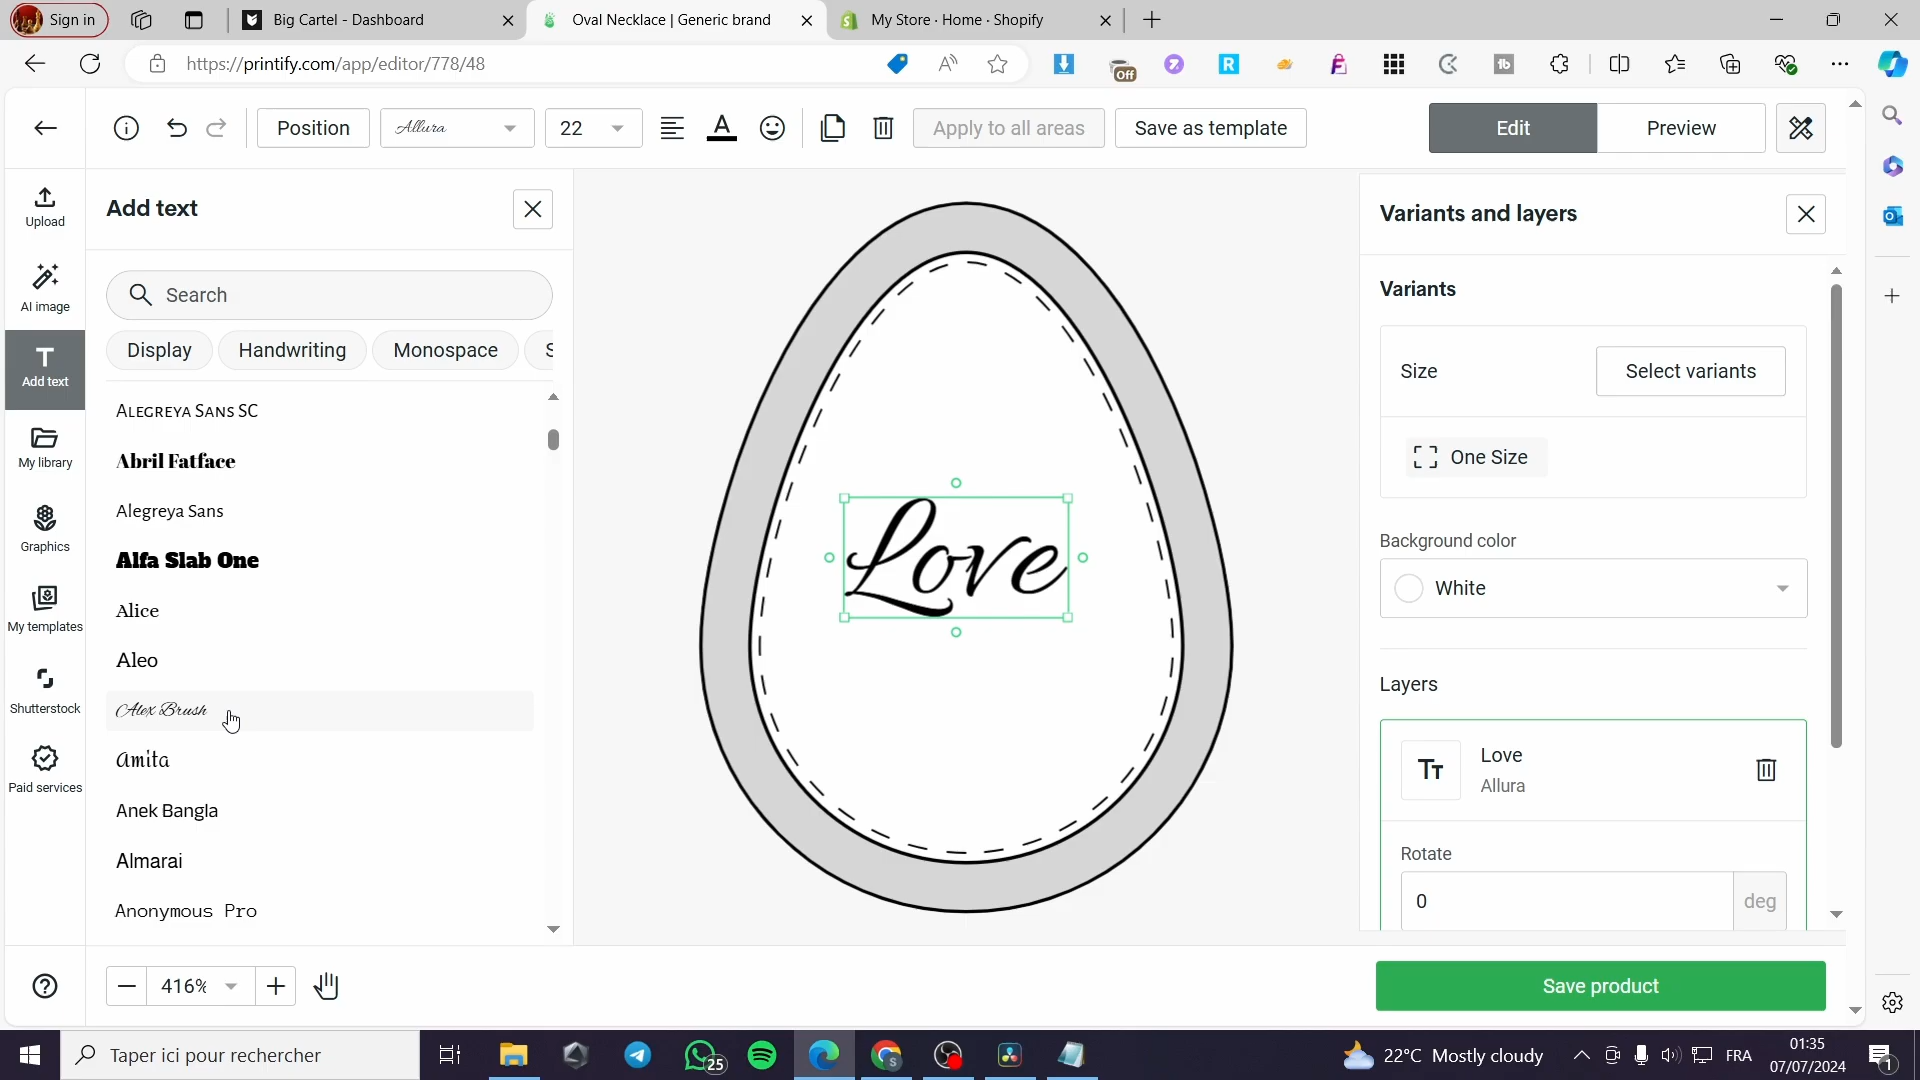 Sign in
Big Cartel - Dashboard
Oval Necklace | Generic brand
My Store · Home · Shopify
https://printify.com/app/editor/778/48
Off
Position
Allura
22
Apply to all areas
Save as template
Edit
Preview
Upload
AI image
Add text
My library
Graphics
My templates
Shutterstock
Paid services
Add text
Search
Display
Handwriting
Monospace
S
Alegreya Sans SC
Abril Fatface
Alegreya Sans
Alfa Slab One
Alice
Aleo
Alex Brush
Amita
Anek Bangla
Almarai
Anonymous Pro
416%
Love
Variants and layers
Variants
Size
Select variants
One Size
Background color
White
Layers
Love
Allura
Rotate
0
deg
Save product
Taper ici pour rechercher
25
22°C Mostly cloudy
FRA
01:35
07/07/2024
1